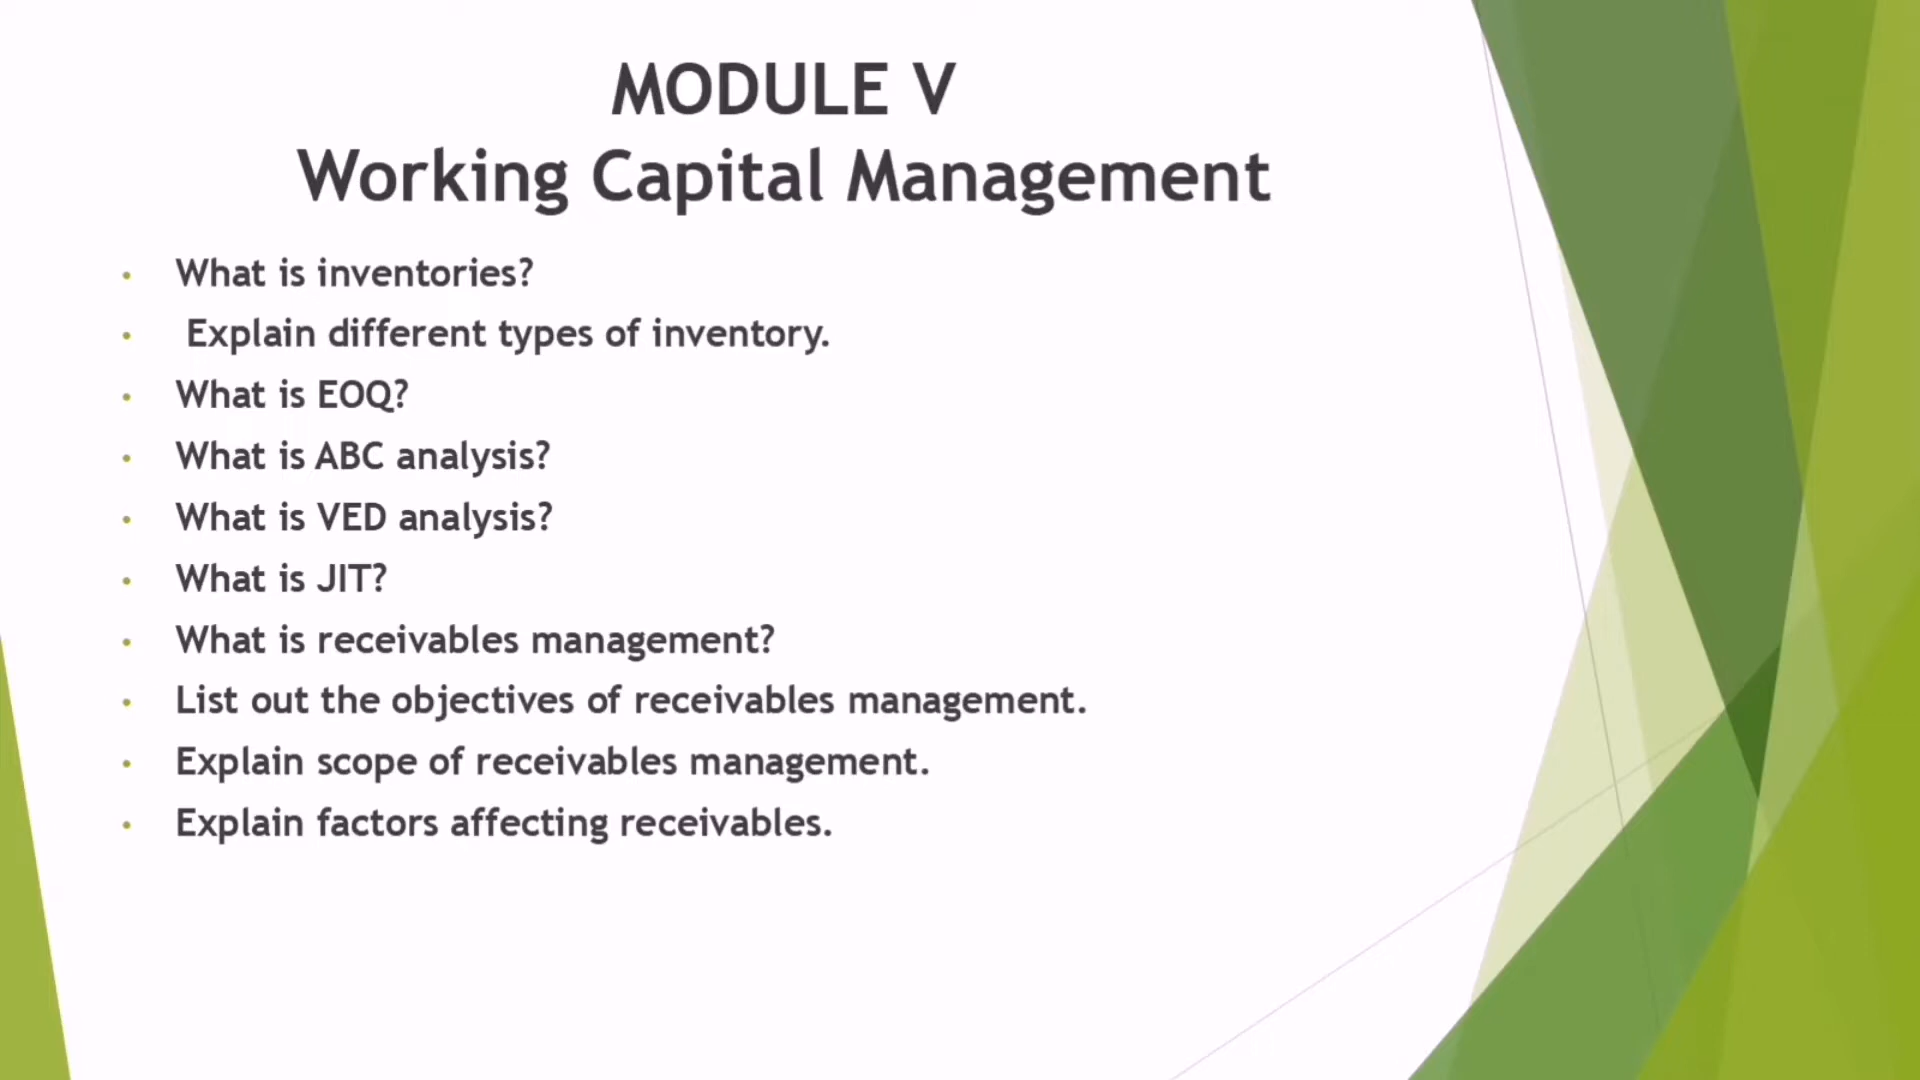 MODULE V
Working Capital Management
• What is inventories?
• Explain different types of inventory.
• What is EOQ?
• What is ABC analysis?
• What is VED analysis?
• What is JIT?
• What is receivables management?
• List out the objectives of receivables management.
• Explain scope of receivables management.
• Explain factors affecting receivables.